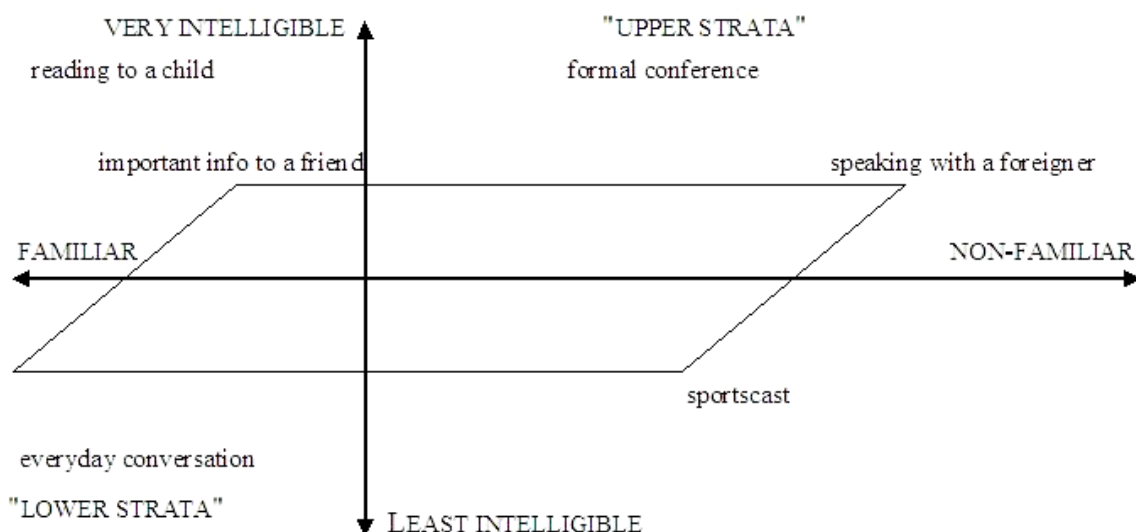 VERY INTELLIGIBLE
"UPPER STRATA"
reading to a child
formal conference
important info to a friend
speaking with a foreigner
FAMILIAR
NON-FAMILIAR
sportscast
everyday conversation
"LOWER STRATA"
LEAST INTELLIGIBLE